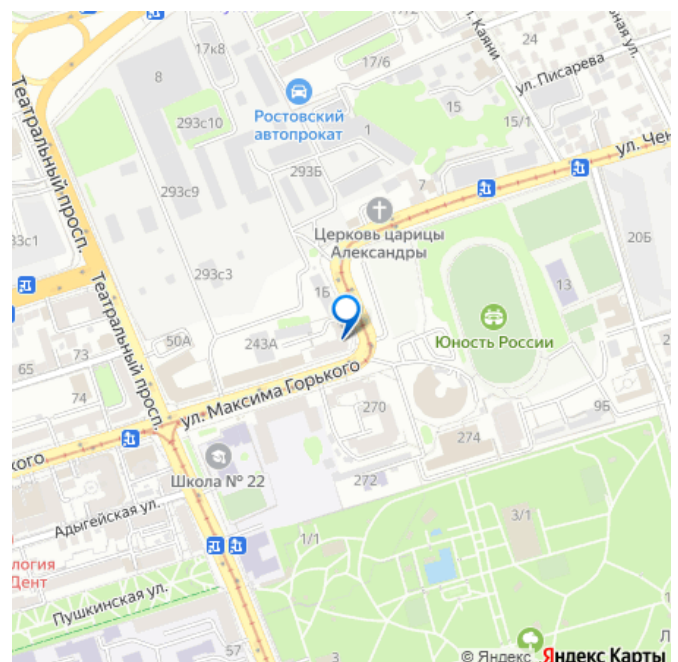 17к8
ул. Каяни
24
17/6
ул. Писарева
8
Ростовский
автопрокат
293с10
1
15
15/1
293Б
ул. Чен
Театральный просп.
293с9
7
Церковь царицы
Александры
20Б
33с1
293с3
13
1Б
Юность России
Театральный просп.
50А
243А
65
73
74
ул. Максима Горького
270
9Б
274
кого
Школа № 22
272
Адыгейская ул.
3/1
1/1
логия
Дент
Пушкинская ул.
57
3
Л
© Яндекс Яндекс Карты